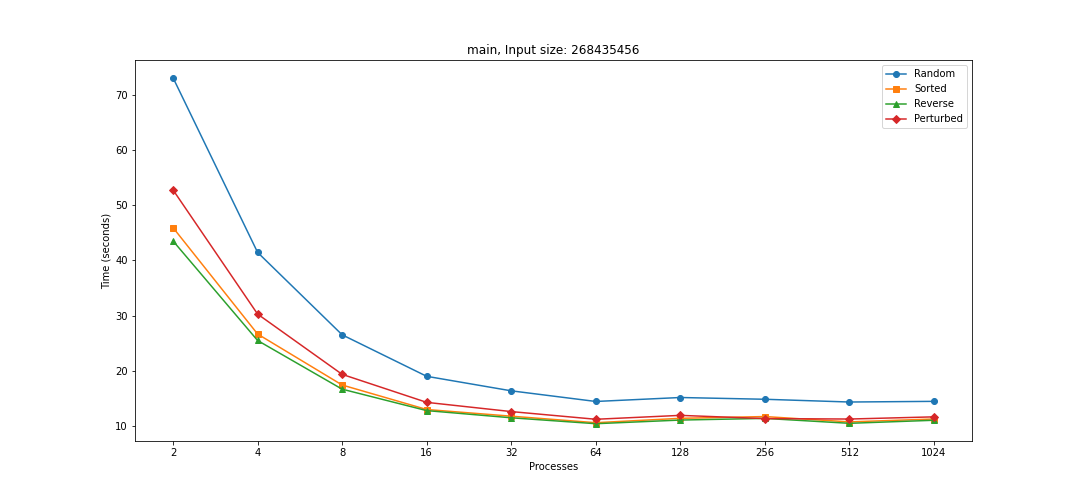 main, Input size: 268435456
Random
Sorted
Reverse
Perturbed
Time (seconds)
70
60
50
40
30
20
10
2 4 8 16 32 64 128 256 512 1024
Processes